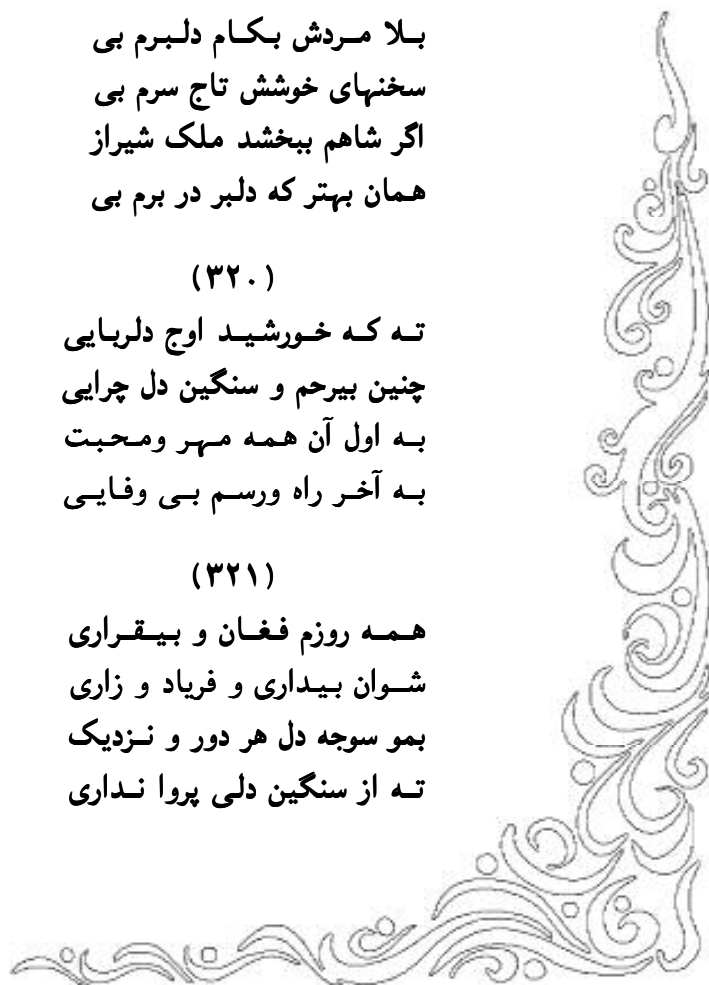 بلا مردش بکام دلبرم بی
سخنهای خوشش تاج سرم بی
اگر شاهم ببخشد ملک شیراز
همان بهتر که دلبر در برم بی
(۳۲۰)
ته که خورشید اوج دلربایی
چنین بیرحم و سنگین دل چرایی
به اول آن همه مهر ومحبت
به آخر راه ورسم بی وفایی
(۳۲۱)
همه روزم فغان و بیقراری
شوان بیداری و فریاد و زاری
بمو سوجه دل هر دور و نزدیک
ته از سنگین دلی پروا نداری